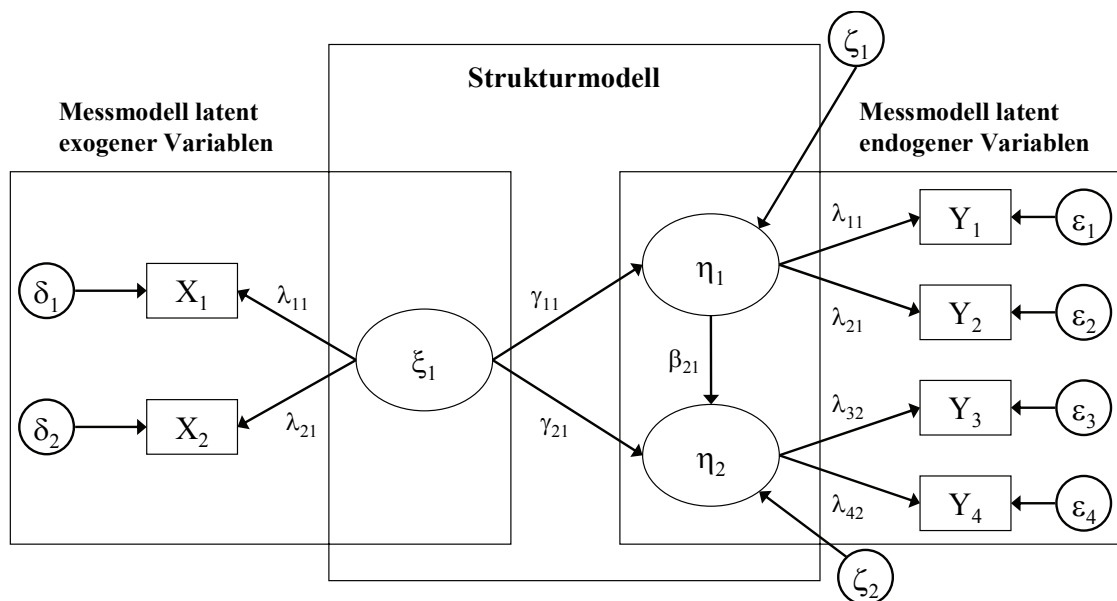 ζ₁
Strukturmodell
Messmodell latent
exogener Variablen
Messmodell latent
endogener Variablen
δ₁
X₁
λ₁₁
δ₂
X₂
λ₂₁
ξ₁
γ₁₁
γ₂₁
η₁
β₂₁
η₂
λ₁₁
Y₁
ε₁
λ₂₁
Y₂
ε₂
λ₃₂
Y₃
ε₃
λ₄₂
Y₄
ε₄
ζ₂